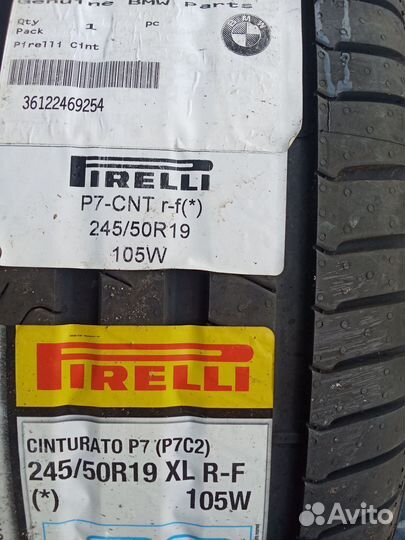 Genuine BMW Parts
Qty 1 pc
Pack
Pirelli Cint
BMW
36122469254
PIRELLI
P7-CNT r-f(*)
245/50R19
105W
PIRELLI
CINTURATO P7 (P7C2)
245/50R19 XL R-F
(*) 105W
Avito